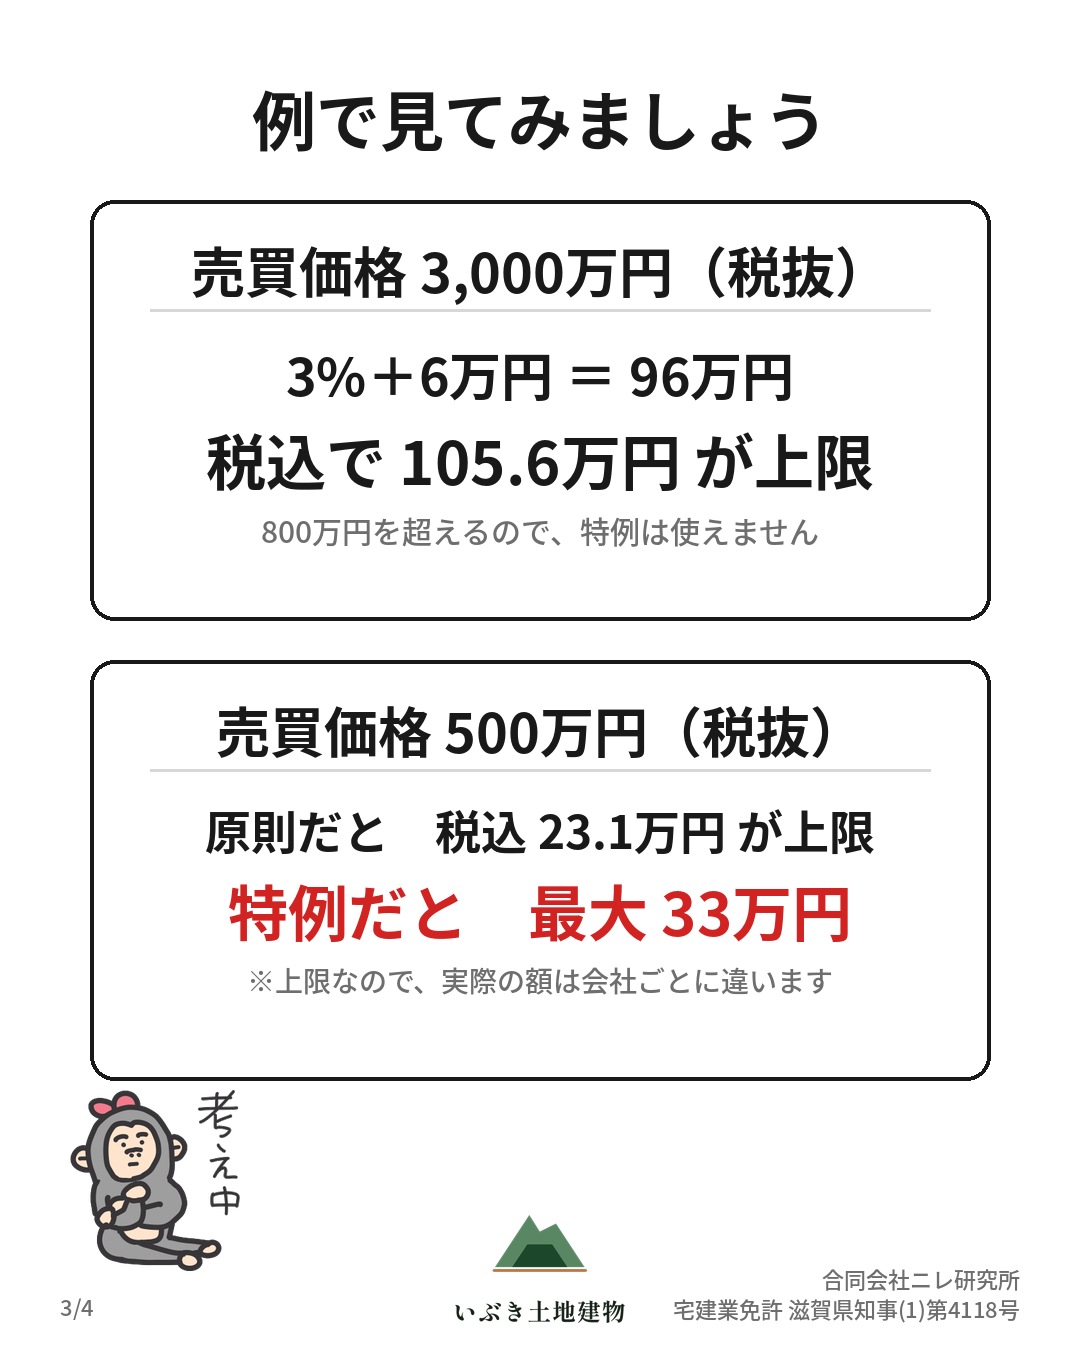 例で見てみましょう
売買価格 3,000万円（税抜）
3%＋6万円 ＝ 96万円
税込で 105.6万円 が上限
800万円を超えるので、特例は使えません
売買価格 500万円（税抜）
原則だと　税込 23.1万円 が上限
特例だと　最大 33万円
※上限なので、実際の額は会社ごとに違います
考え中
いぶき土地建物
合同会社ニレ研究所
宅建業免許 滋賀県知事(1)第4118号
3/4